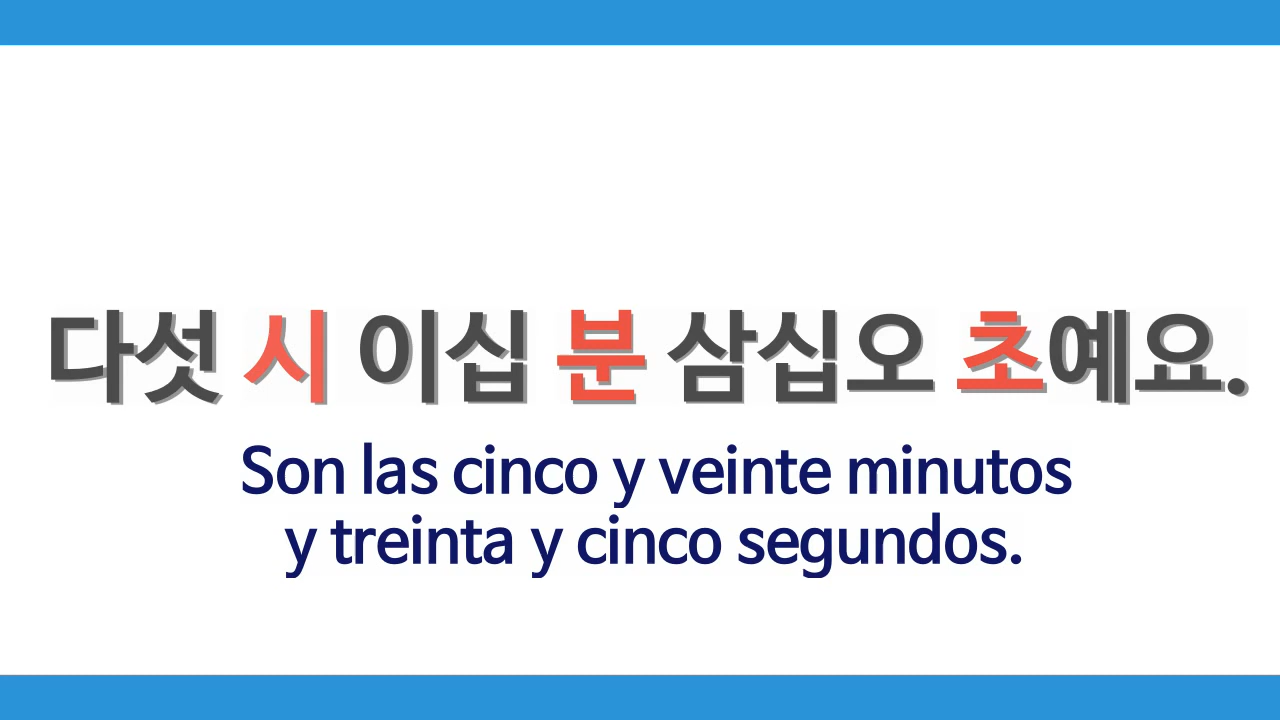 다섯 시 이십 분 삼십오 초예요.
Son las cinco y veinte minutos
y treinta y cinco segundos.